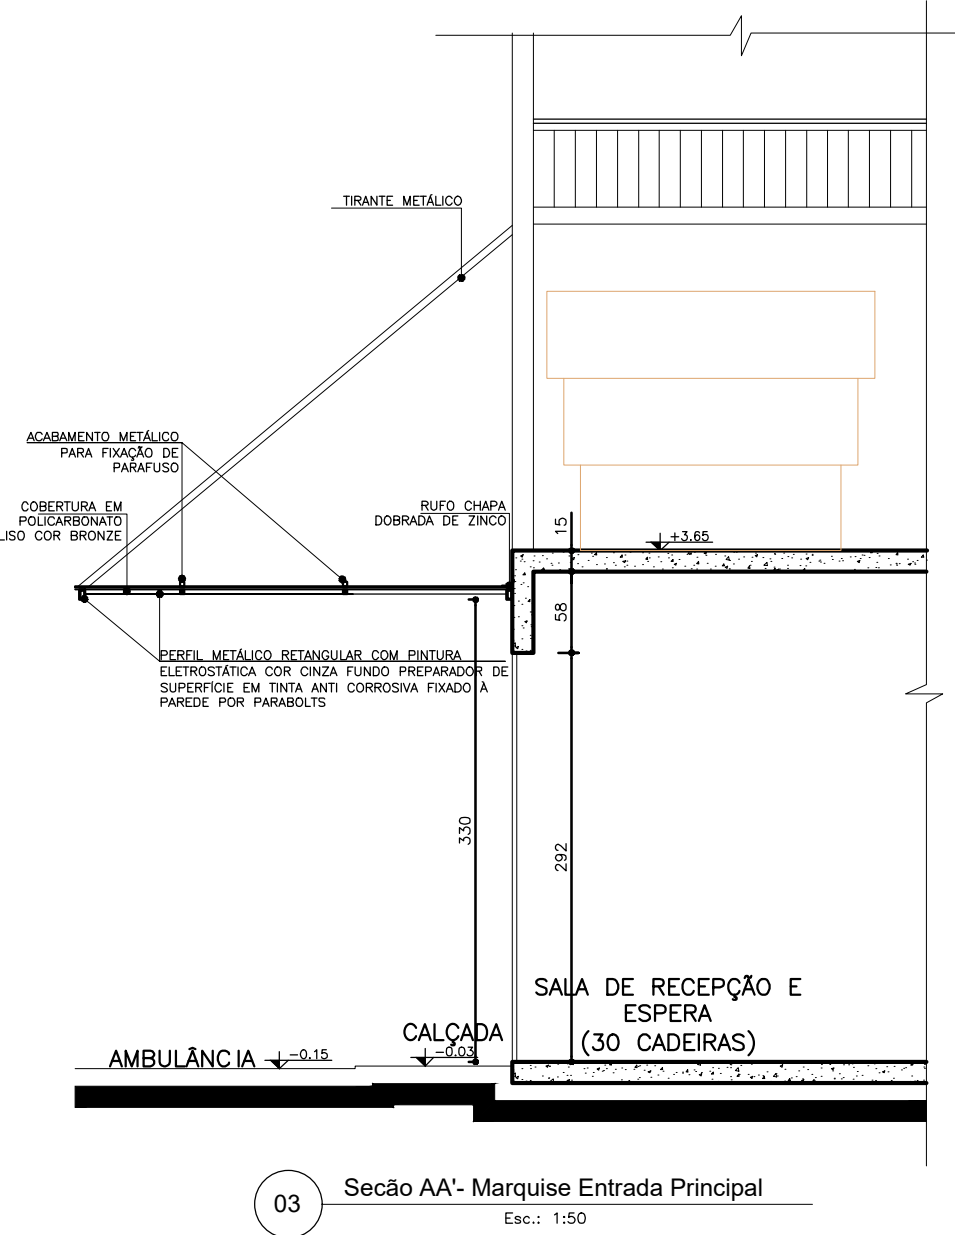 TIRANTE METÁLICO
ACABAMENTO METÁLICO
PARA FIXAÇÃO DE
PARAFUSO
COBERTURA EM
POLICARBONATO
LISO COR BRONZE
RUFO CHAPA
DOBRADA DE ZINCO
15
+3.65
58
PERFIL METÁLICO RETANGULAR COM PINTURA
ELETROSTÁTICA COR CINZA FUNDO PREPARADOR DE
SUPERFÍCIE EM TINTA ANTI CORROSIVA FIXADO À
PAREDE POR PARABOLTS
330
292
SALA DE RECEPÇÃO E
ESPERA
(30 CADEIRAS)
CALÇADA
-0.03
AMBULÂNCIA
-0.15
03
Secão AA'- Marquise Entrada Principal
Esc.: 1:50